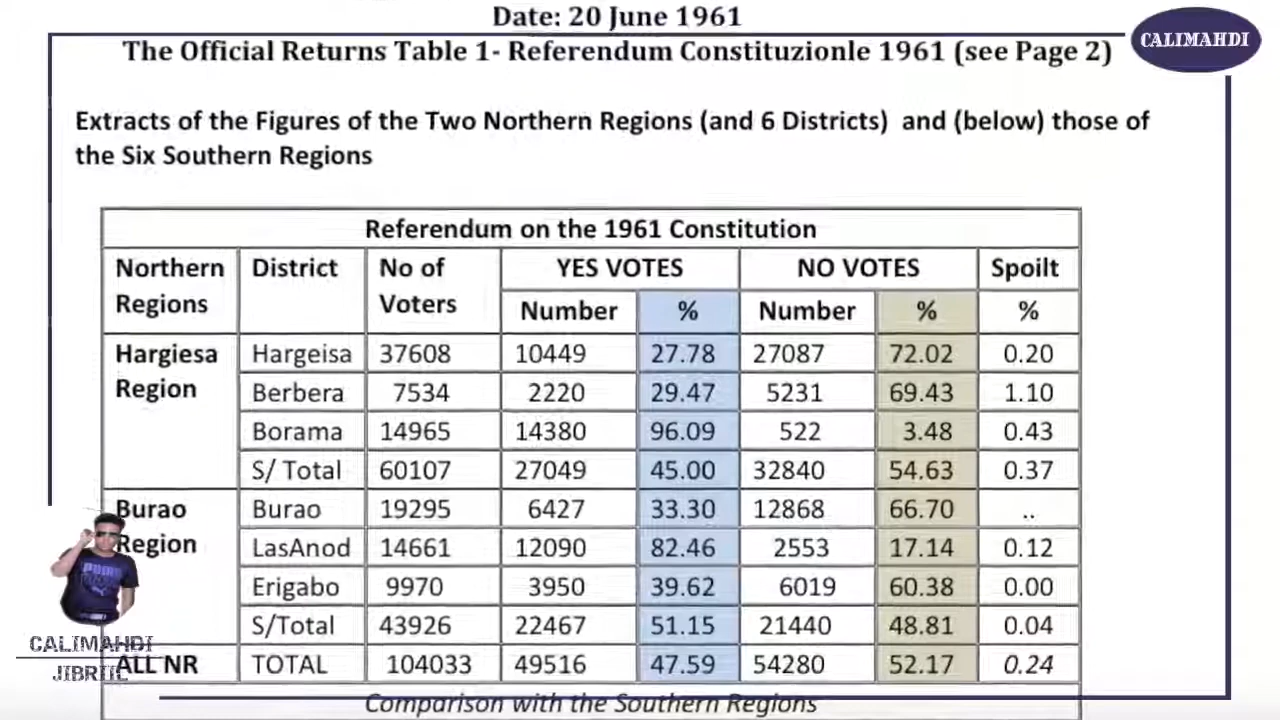 Date: 20 June 1961
The Official Returns Table 1- Referendum Constituzionle 1961 (see Page 2)
CALIMAHDI
Extracts of the Figures of the Two Northern Regions (and 6 Districts) and (below) those of
the Six Southern Regions
Referendum on the 1961 Constitution
Northern Regions District No of Voters YES VOTES NO VOTES Spoilt
Number % Number % %
Hargiesa Region Hargeisa 37608 10449 27.78 27087 72.02 0.20
Berbera 7534 2220 29.47 5231 69.43 1.10
Borama 14965 14380 96.09 522 3.48 0.43
S/ Total 60107 27049 45.00 32840 54.63 0.37
Burao Region Burao 19295 6427 33.30 12868 66.70 ..
LasAnod 14661 12090 82.46 2553 17.14 0.12
Erigabo 9970 3950 39.62 6019 60.38 0.00
S/Total 43926 22467 51.15 21440 48.81 0.04
ALL NR TOTAL 104033 49516 47.59 54280 52.17 0.24
Comparison with the Southern Regions
PUMA
CALIMAHDI
JIBRIIL